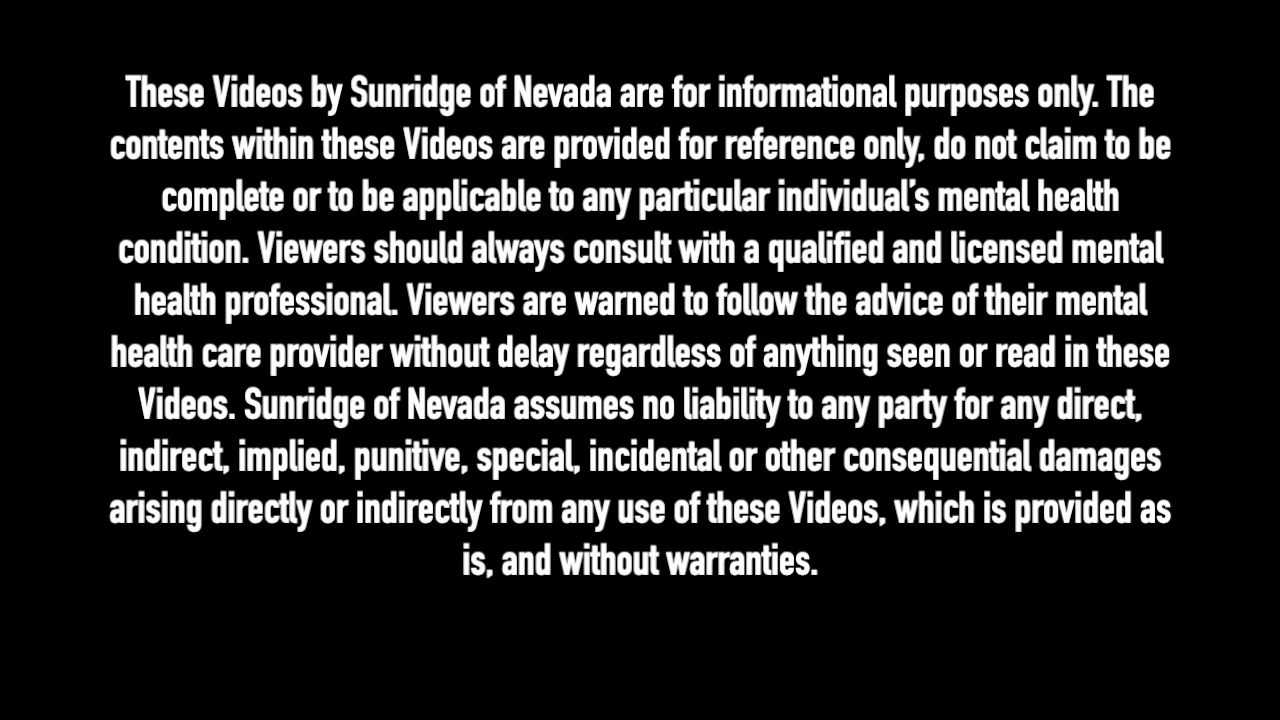 These Videos by Sunridge of Nevada are for informational purposes only. The
contents within these Videos are provided for reference only, do not claim to be
complete or to be applicable to any particular individual's mental health
condition. Viewers should always consult with a qualified and licensed mental
health professional. Viewers are warned to follow the advice of their mental
health care provider without delay regardless of anything seen or read in these
Videos. Sunridge of Nevada assumes no liability to any party for any direct,
indirect, implied, punitive, special, incidental or other consequential damages
arising directly or indirectly from any use of these Videos, which is provided as
is, and without warranties.